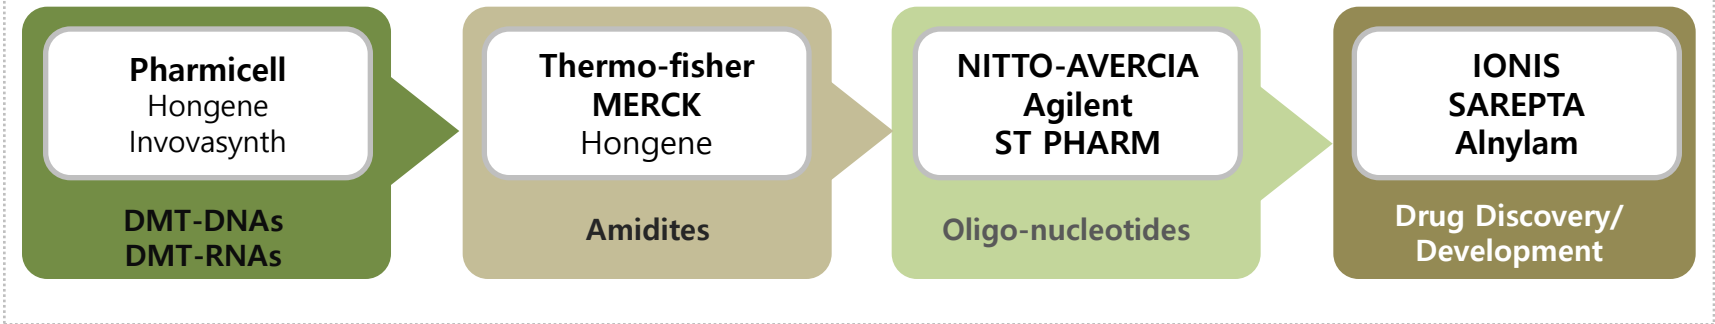 Pharmicell
Hongene
Invovasynth
DMT-DNAs
DMT-RNAs
Thermo-fisher
MERCK
Hongene
Amidites
NITTO-AVERCIA
Agilent
ST PHARM
Oligo-nucleotides
IONIS
SAREPTA
Alnylam
Drug Discovery/
Development